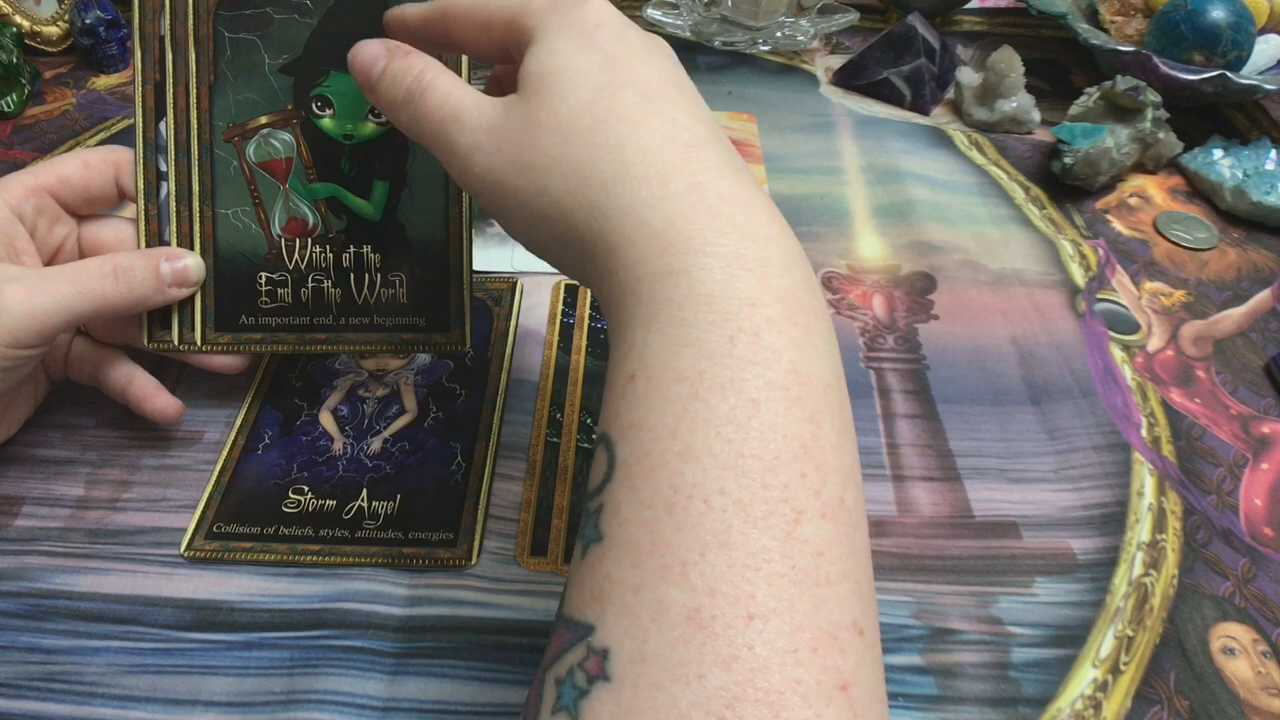 Witch at the
End of the World
An important end, a new beginning
Storm Angel
Collision of beliefs, styles, attitudes, energies